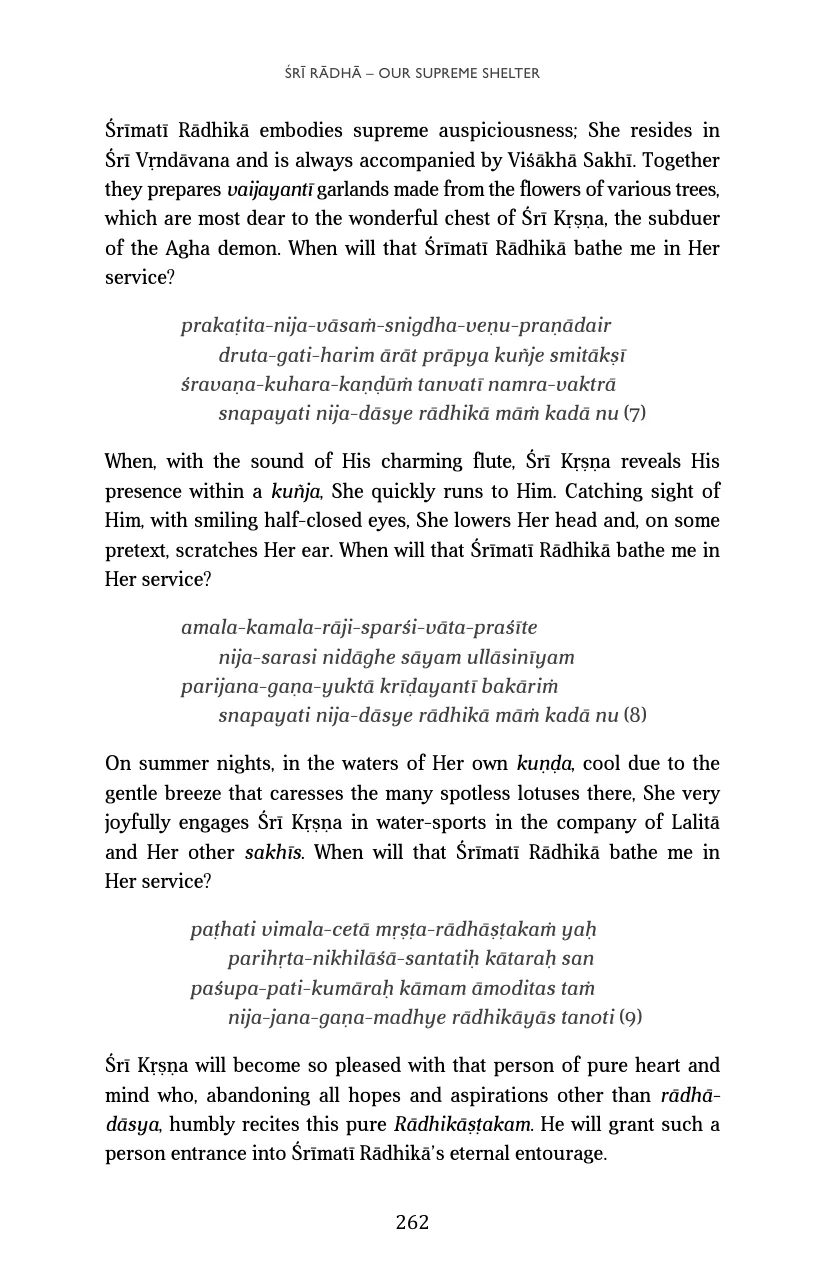 ŚRĪ RĀDHĀ – OUR SUPREME SHELTER
Śrīmatī Rādhikā embodies supreme auspiciousness; She resides in
Śrī Vṛndāvana and is always accompanied by Viśākhā Sakhī. Together
they prepares vaijayantī garlands made from the flowers of various trees,
which are most dear to the wonderful chest of Śrī Kṛṣṇa, the subduer
of the Agha demon. When will that Śrīmatī Rādhikā bathe me in Her
service?
prakaṭita-nija-vāsaṁ-snigdha-veṇu-praṇādair
druta-gati-harim ārāt prāpya kuñje smitākṣī
śravaṇa-kuhara-kaṇḍūṁ tanvatī namra-vaktrā
snapayati nija-dāsye rādhikā māṁ kadā nu (7)
When, with the sound of His charming flute, Śrī Kṛṣṇa reveals His
presence within a kuñja, She quickly runs to Him. Catching sight of
Him, with smiling half-closed eyes, She lowers Her head and, on some
pretext, scratches Her ear. When will that Śrīmatī Rādhikā bathe me in
Her service?
amala-kamala-rāji-sparśi-vāta-praśīte
nija-sarasi nidāghe sāyam ullāsinīyam
parijana-gaṇa-yuktā krīḍayantī bakāriṁ
snapayati nija-dāsye rādhikā māṁ kadā nu (8)
On summer nights, in the waters of Her own kuṇḍa, cool due to the
gentle breeze that caresses the many spotless lotuses there, She very
joyfully engages Śrī Kṛṣṇa in water-sports in the company of Lalitā
and Her other sakhīs. When will that Śrīmatī Rādhikā bathe me in
Her service?
paṭhati vimala-cetā mṛṣṭa-rādhāṣṭakaṁ yaḥ
parihṛta-nikhilāśā-santatiḥ kātaraḥ san
paśupa-pati-kumāraḥ kāmam āmoditas taṁ
nija-jana-gaṇa-madhye rādhikāyās tanoti (9)
Śrī Kṛṣṇa will become so pleased with that person of pure heart and
mind who, abandoning all hopes and aspirations other than rādhā-
dāsya, humbly recites this pure Rādhikāṣṭakam. He will grant such a
person entrance into Śrīmatī Rādhikā’s eternal entourage.
262